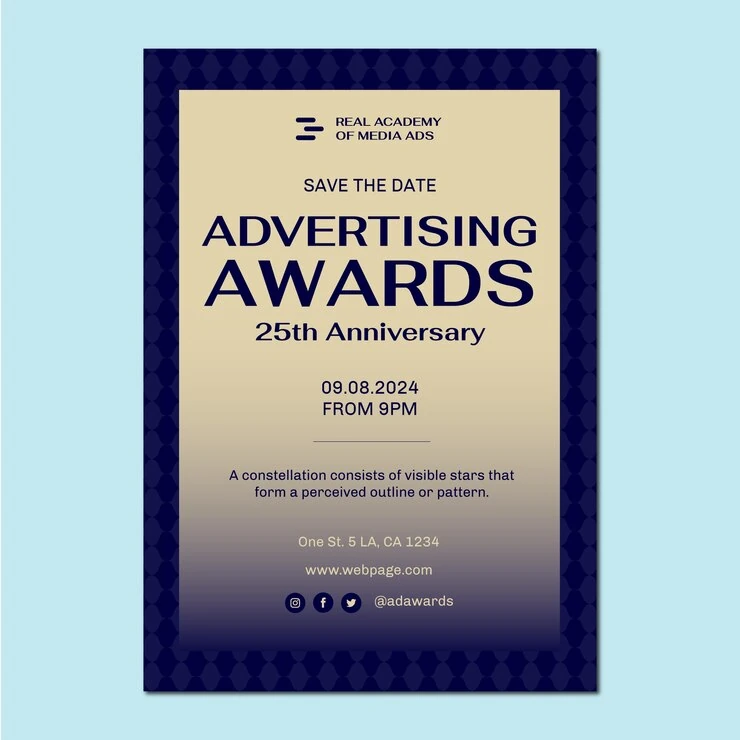 REAL ACADEMY
OF MEDIA ADS
SAVE THE DATE
ADVERTISING
AWARDS
25th Anniversary
09.08.2024
FROM 9PM
A constellation consists of visible stars that
form a perceived outline or pattern.
One St. 5 LA, CA 1234
www.webpage.com
@adawards